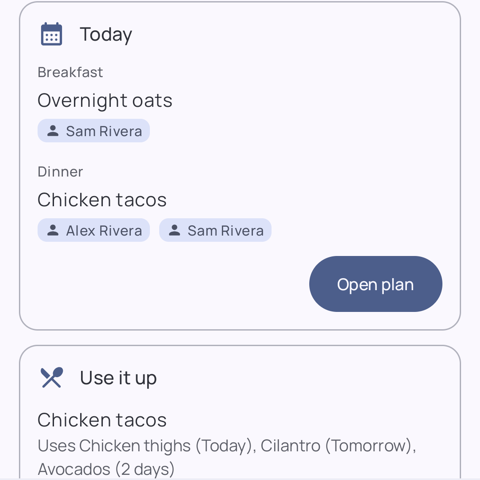 Today
Breakfast
Overnight oats
Sam Rivera
Dinner
Chicken tacos
Alex Rivera Sam Rivera
Open plan
Use it up
Chicken tacos
Uses Chicken thighs (Today), Cilantro (Tomorrow),
Avocados (2 days)